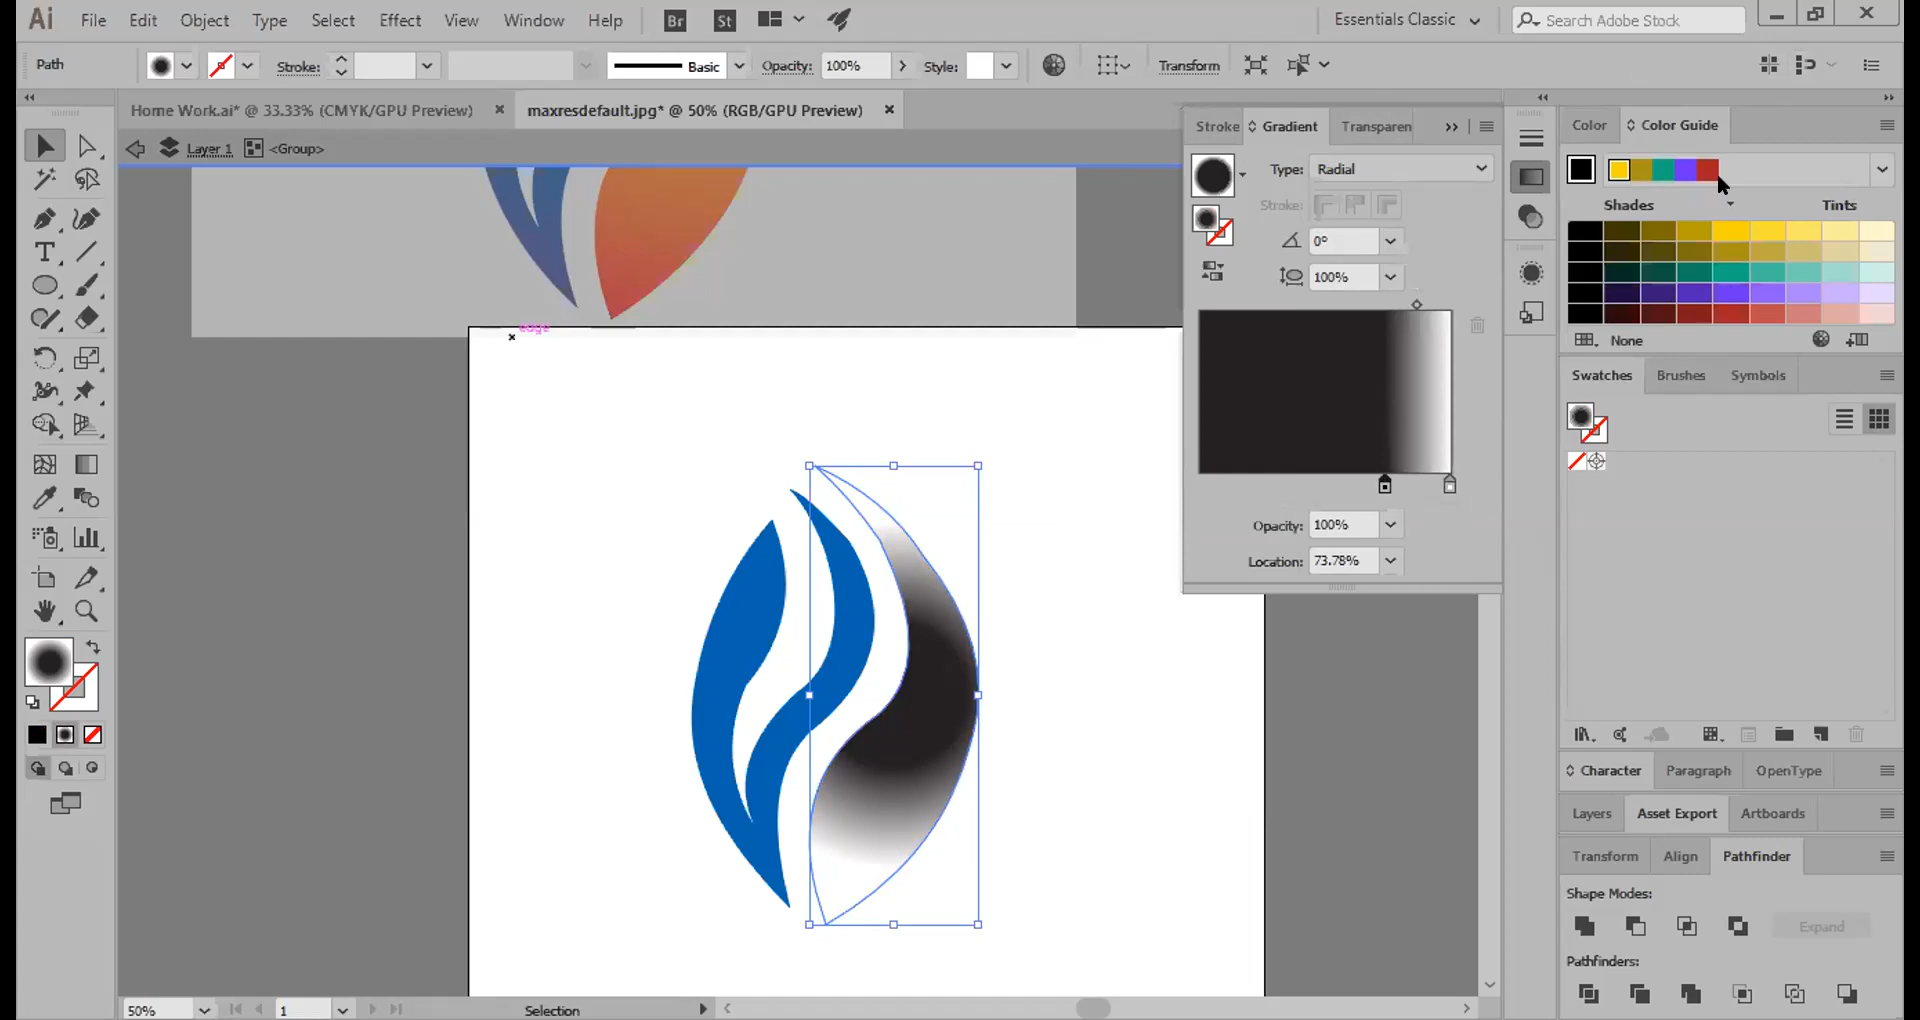 Ai File Edit Object Type Select Effect View Window Help Br St Essentials Classic Search Adobe Stock
Path Stroke: Basic Opacity: 100% Style: Transform
Home Work.ai* @ 33.33% (CMYK/GPU Preview) maxresdefault.jpg* @ 50% (RGB/GPU Preview)
Layer 1 <Group>
Stroke Gradient Transparen
Type: Radial
Stroke:
0°
100%
Opacity: 100%
Location: 73.78%
Color Color Guide
Shades Tints
None
Swatches Brushes Symbols
Character Paragraph OpenType
Layers Asset Export Artboards
Transform Align Pathfinder
Shape Modes:
Expand
Pathfinders:
edge
50% 1 Selection